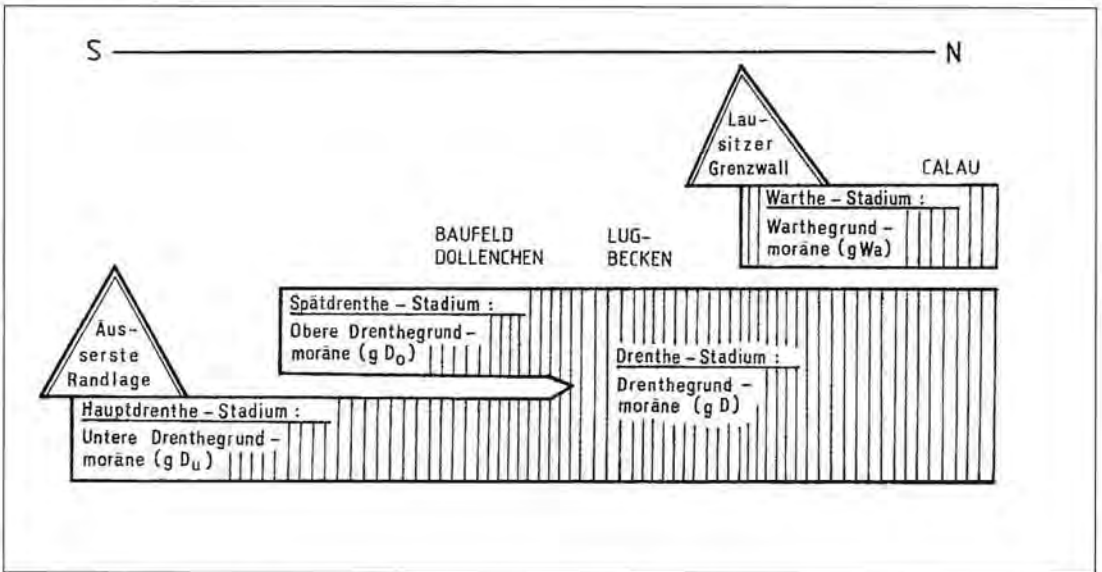 S N
Lau-
sitzer
Grenzwall
CALAU
Warthe-Stadium:
Warthegrund-
moräne (gWa)
BAUFELD
DOLLENCHEN
LUG-
BECKEN
Spätdrenthe-Stadium:
Obere Drenthegrund-
moräne (g Do)
Äus-
serste
Randlage
Drenthe-Stadium:
Drenthegrund-
moräne (g D)
Hauptdrenthe-Stadium:
Untere Drenthegrund-
moräne (g Du)